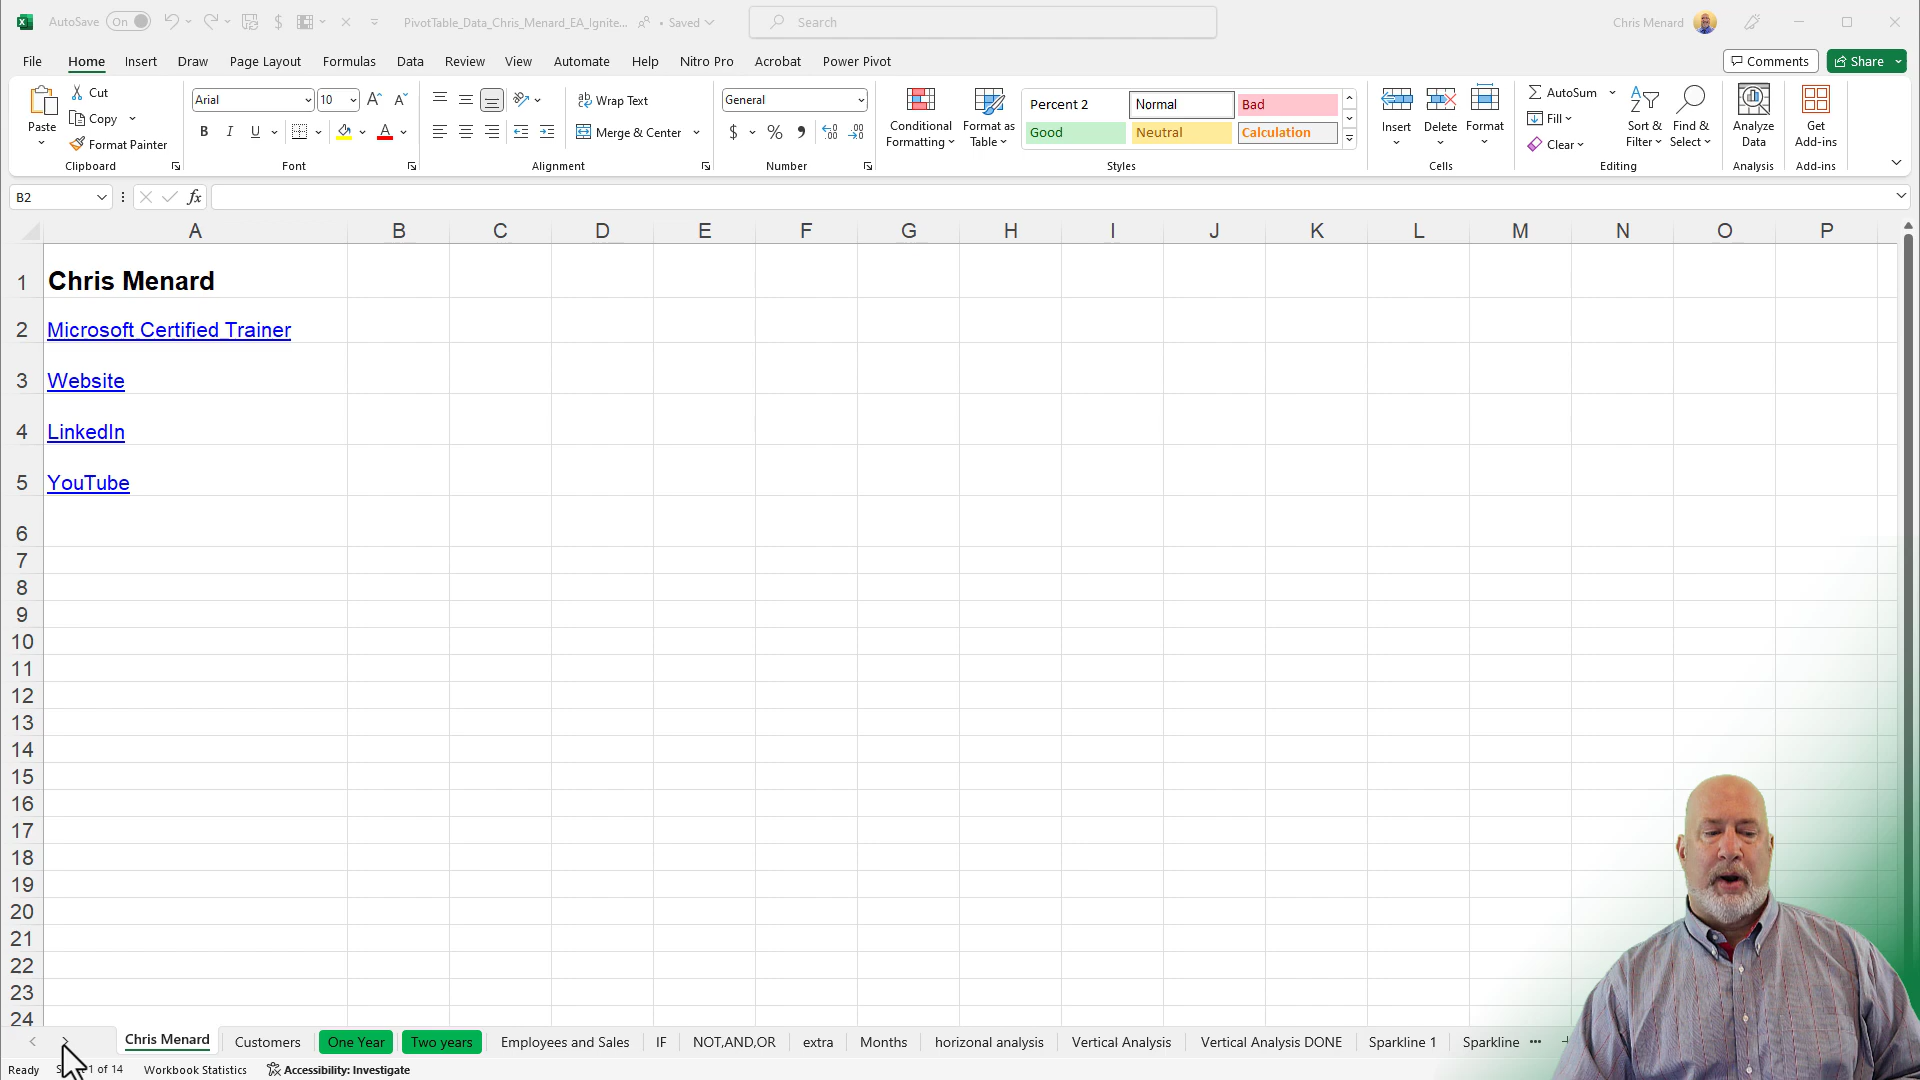 AutoSave On PivotTable_Data_Chris_Menard_EA_Ignite... • Saved Search Chris Menard
File Home Insert Draw Page Layout Formulas Data Review View Automate Help Nitro Pro Acrobat Power Pivot Comments Share
Paste Cut Copy Format Painter Clipboard
Arial 10 B I U Font
Wrap Text Merge & Center Alignment
General $ % , Number
Conditional Formatting Format as Table
Percent 2 Normal Bad
Good Neutral Calculation
Styles
Insert Delete Format Cells
AutoSum Fill Clear Sort & Filter Find & Select Editing
Analyze Data Analysis
Get Add-ins Add-ins
B2 fx
A B C D E F G H I J K L M N O P
1 Chris Menard
2 Microsoft Certified Trainer
3 Website
4 LinkedIn
5 YouTube
6
7
8
9
10
11
12
13
14
15
16
17
18
19
20
21
22
23
24
Chris Menard Customers One Year Two years Employees and Sales IF NOT,AND,OR extra Months horizonal analysis Vertical Analysis Vertical Analysis DONE Sparkline 1 Sparkline ...
Ready 1 of 14 Workbook Statistics Accessibility: Investigate